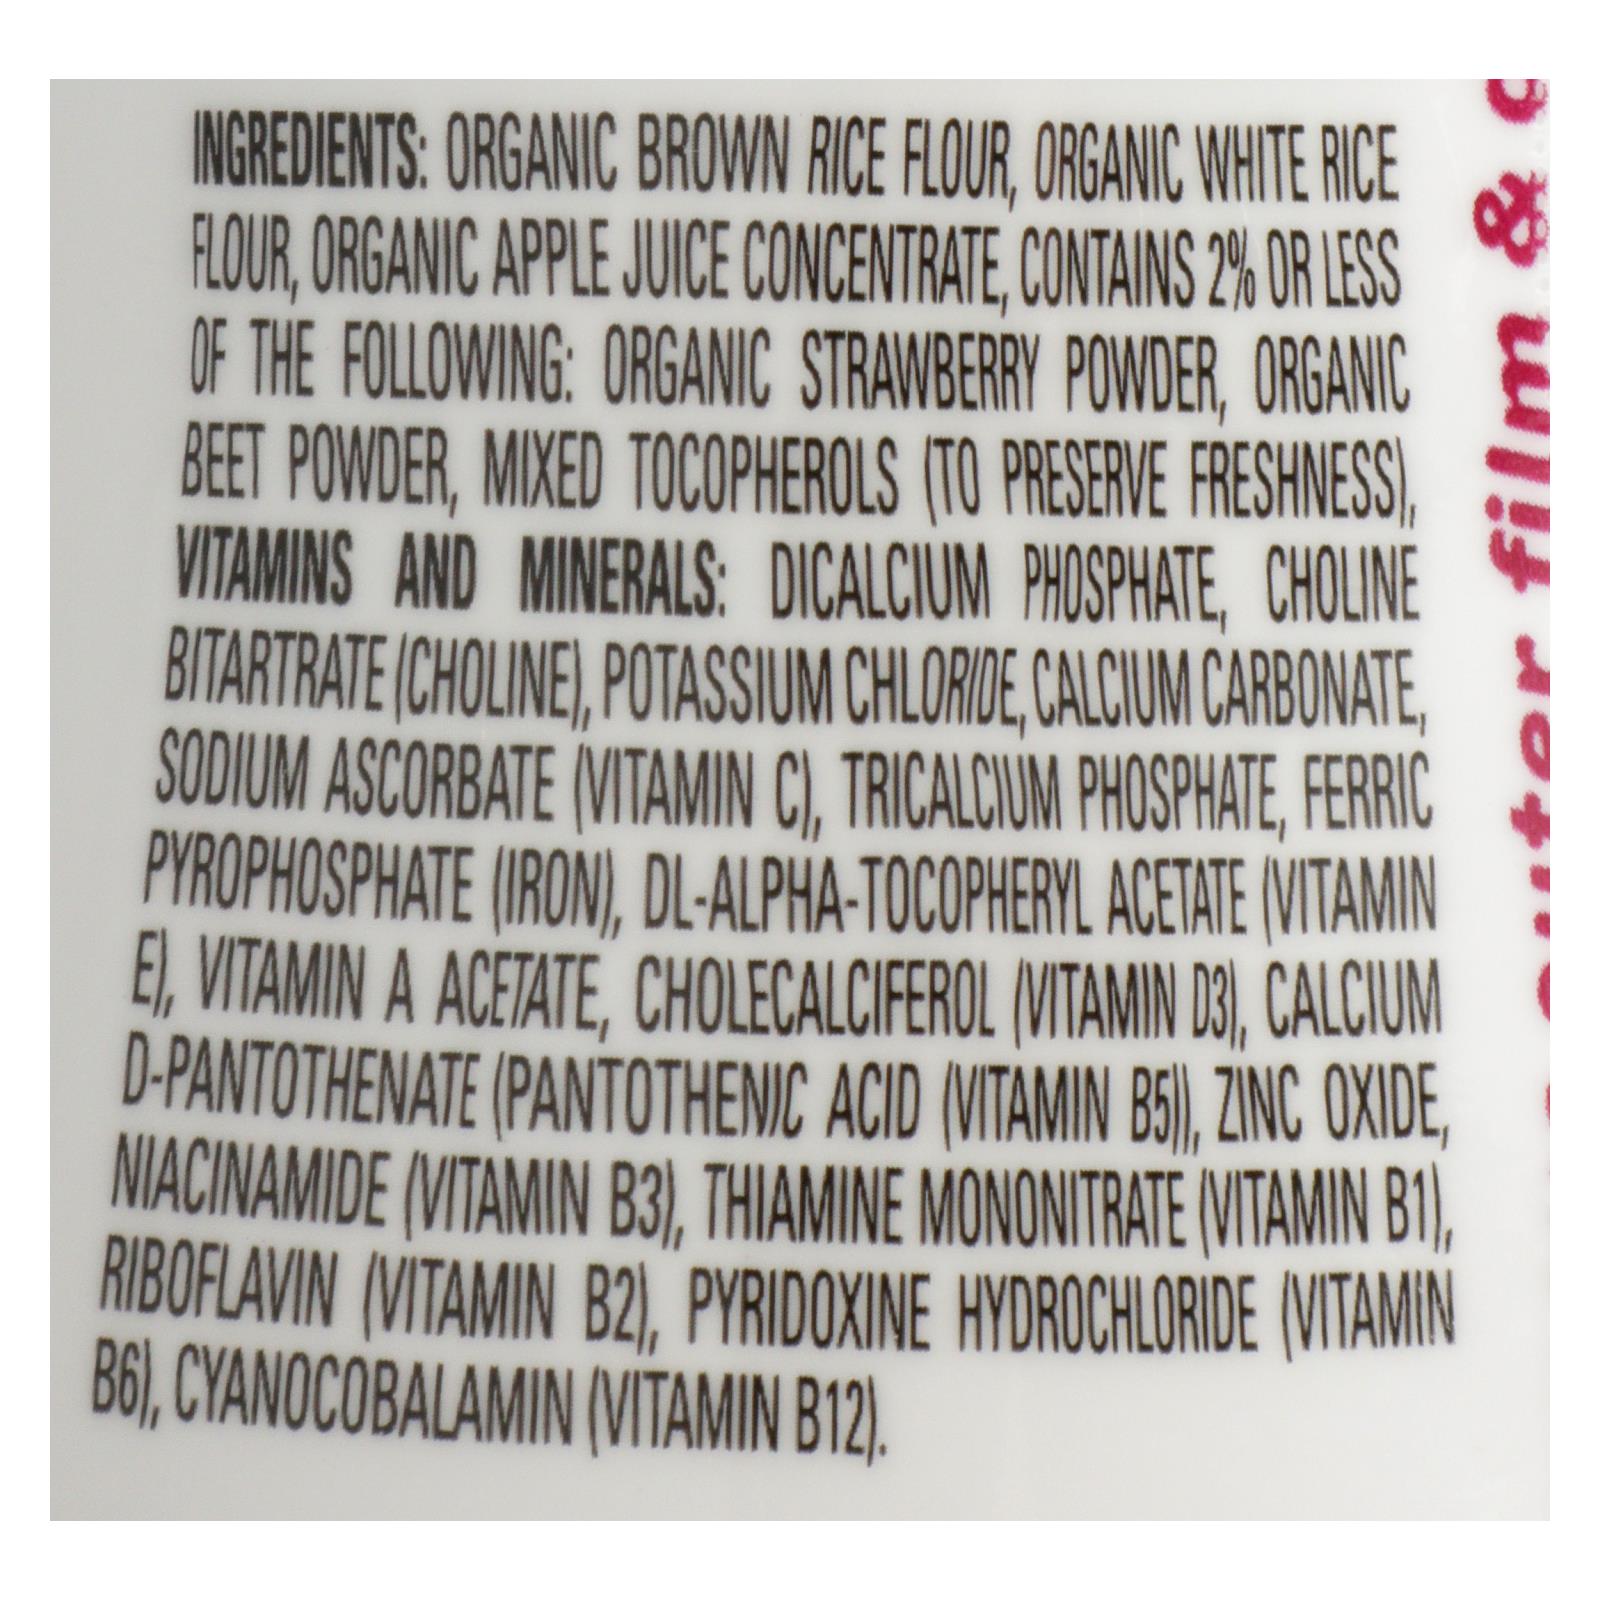 INGREDIENTS: ORGANIC BROWN RICE FLOUR, ORGANIC WHITE RICE
FLOUR, ORGANIC APPLE JUICE CONCENTRATE, CONTAINS 2% OR LESS
OF THE FOLLOWING: ORGANIC STRAWBERRY POWDER, ORGANIC
BEET POWDER, MIXED TOCOPHEROLS (TO PRESERVE FRESHNESS),
VITAMINS AND MINERALS: DICALCIUM PHOSPHATE, CHOLINE
BITARTRATE (CHOLINE), POTASSIUM CHLORIDE, CALCIUM CARBONATE,
SODIUM ASCORBATE (VITAMIN C), TRICALCIUM PHOSPHATE, FERRIC
PYROPHOSPHATE (IRON), DL-ALPHA-TOCOPHERYL ACETATE (VITAMIN
E), VITAMIN A ACETATE, CHOLECALCIFEROL (VITAMIN D3), CALCIUM
D-PANTOTHENATE (PANTOTHENIC ACID (VITAMIN B5)), ZINC OXIDE,
NIACINAMIDE (VITAMIN B3), THIAMINE MONONITRATE (VITAMIN B1),
RIBOFLAVIN (VITAMIN B2), PYRIDOXINE HYDROCHLORIDE (VITAMIN
B6), CYANOCOBALAMIN (VITAMIN B12).
outer film &